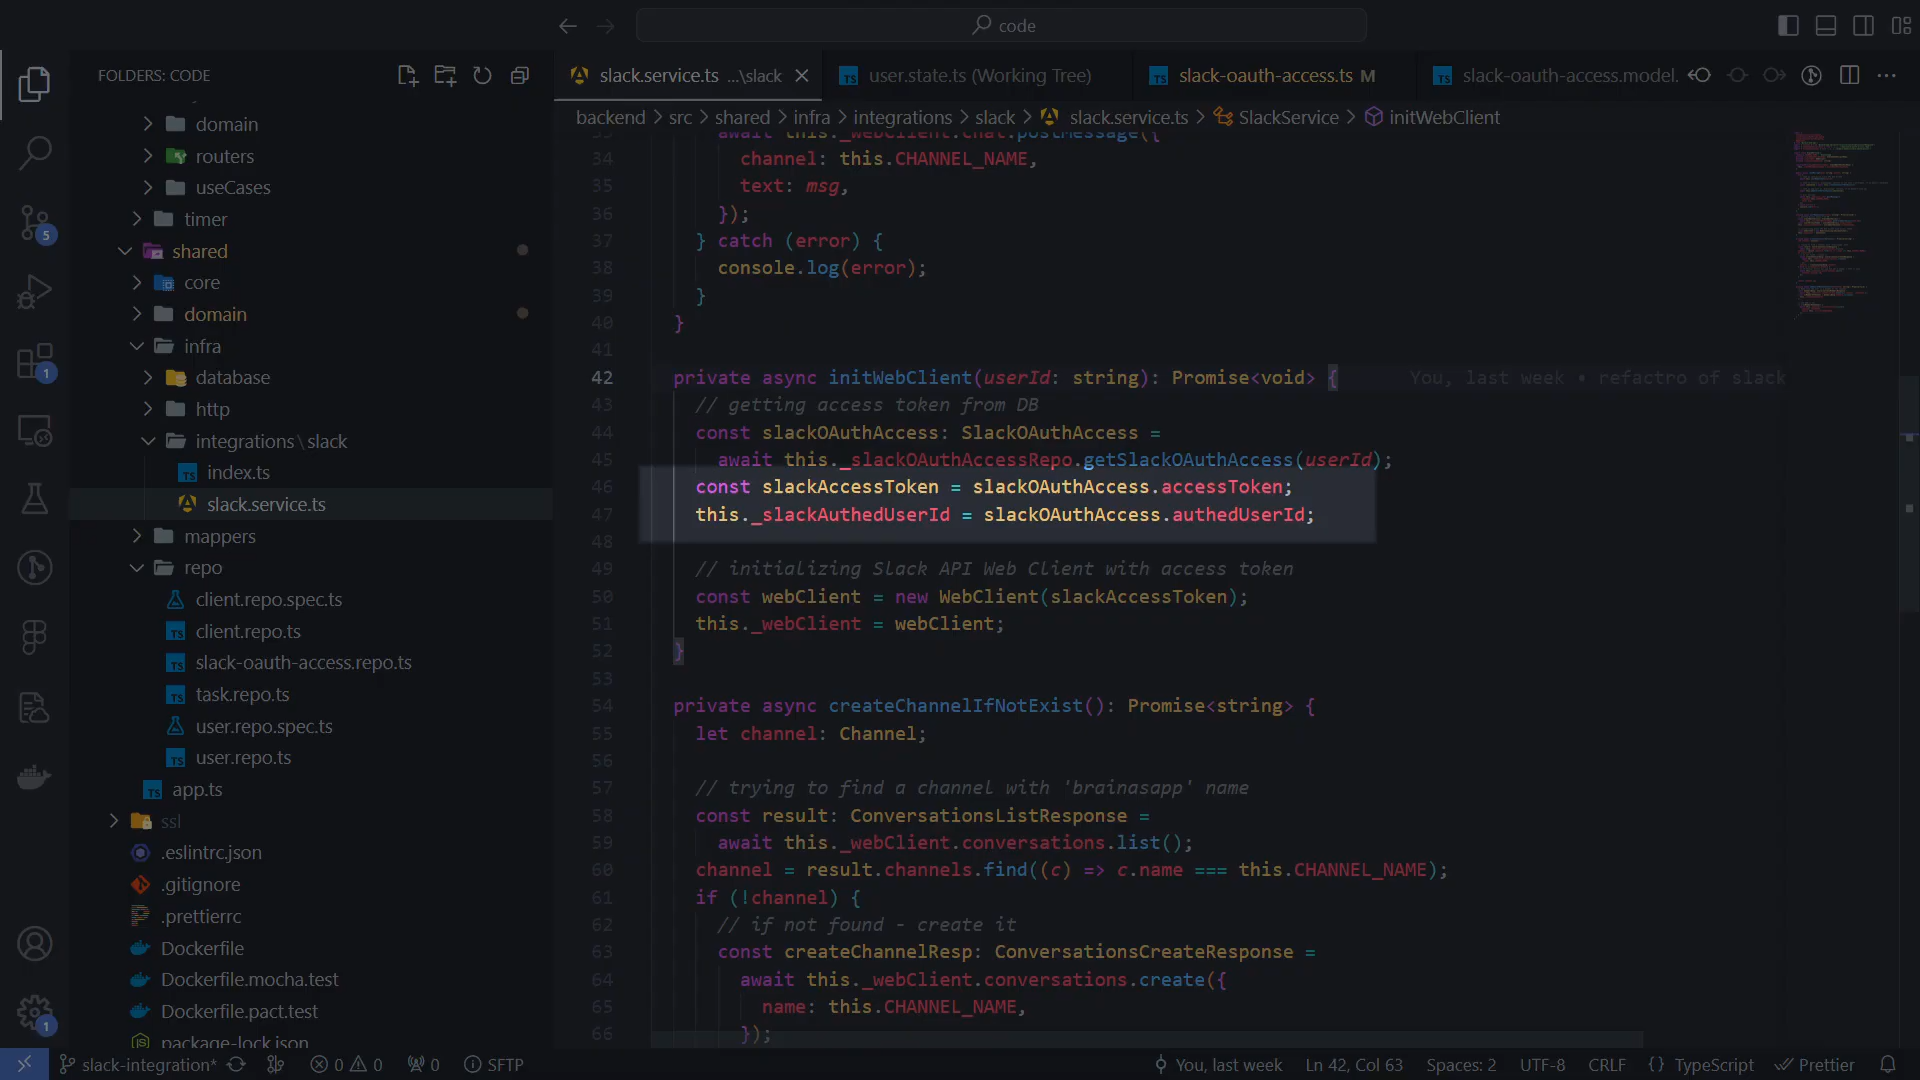 code
FOLDERS: CODE
domain
routers
useCases
timer
shared
core
domain
infra
database
http
integrations\slack
index.ts
slack.service.ts
mappers
repo
client.repo.spec.ts
client.repo.ts
slack-oauth-access.repo.ts
task.repo.ts
user.repo.spec.ts
user.repo.ts
app.ts
ssl
.eslintrc.json
.gitignore
.prettierrc
Dockerfile
Dockerfile.mocha.test
Dockerfile.pact.test
package-lock.json
5
1
1
slack.service.ts ...\slack
user.state.ts (Working Tree)
slack-oauth-access.ts M
slack-oauth-access.model.
backend > src > shared > infra > integrations > slack > slack.service.ts > SlackService > initWebClient
33 await this._webClient.chat.postMessage({
34 channel: this.CHANNEL_NAME,
35 text: msg,
36 });
37 } catch (error) {
38 console.log(error);
39 }
40 }
41
42 private async initWebClient(userId: string): Promise<void> { You, last week • refactro of slack
43 // getting access token from DB
44 const slackOAuthAccess: SlackOAuthAccess =
45 await this._slackOAuthAccessRepo.getSlackOAuthAccess(userId);
46 const slackAccessToken = slackOAuthAccess.accessToken;
47 this._slackAuthedUserId = slackOAuthAccess.authedUserId;
48
49 // initializing Slack API Web Client with access token
50 const webClient = new WebClient(slackAccessToken);
51 this._webClient = webClient;
52 }
53
54 private async createChannelIfNotExist(): Promise<string> {
55 let channel: Channel;
56
57 // trying to find a channel with 'brainasapp' name
58 const result: ConversationsListResponse =
59 await this._webClient.conversations.list();
60 channel = result.channels.find((c) => c.name === this.CHANNEL_NAME);
61 if (!channel) {
62 // if not found - create it
63 const createChannelResp: ConversationsCreateResponse =
64 await this._webClient.conversations.create({
65 name: this.CHANNEL_NAME,
66 });
slack-integration* 0 0 0 SFTP You, last week Ln 42, Col 63 Spaces: 2 UTF-8 CRLF {} TypeScript Prettier